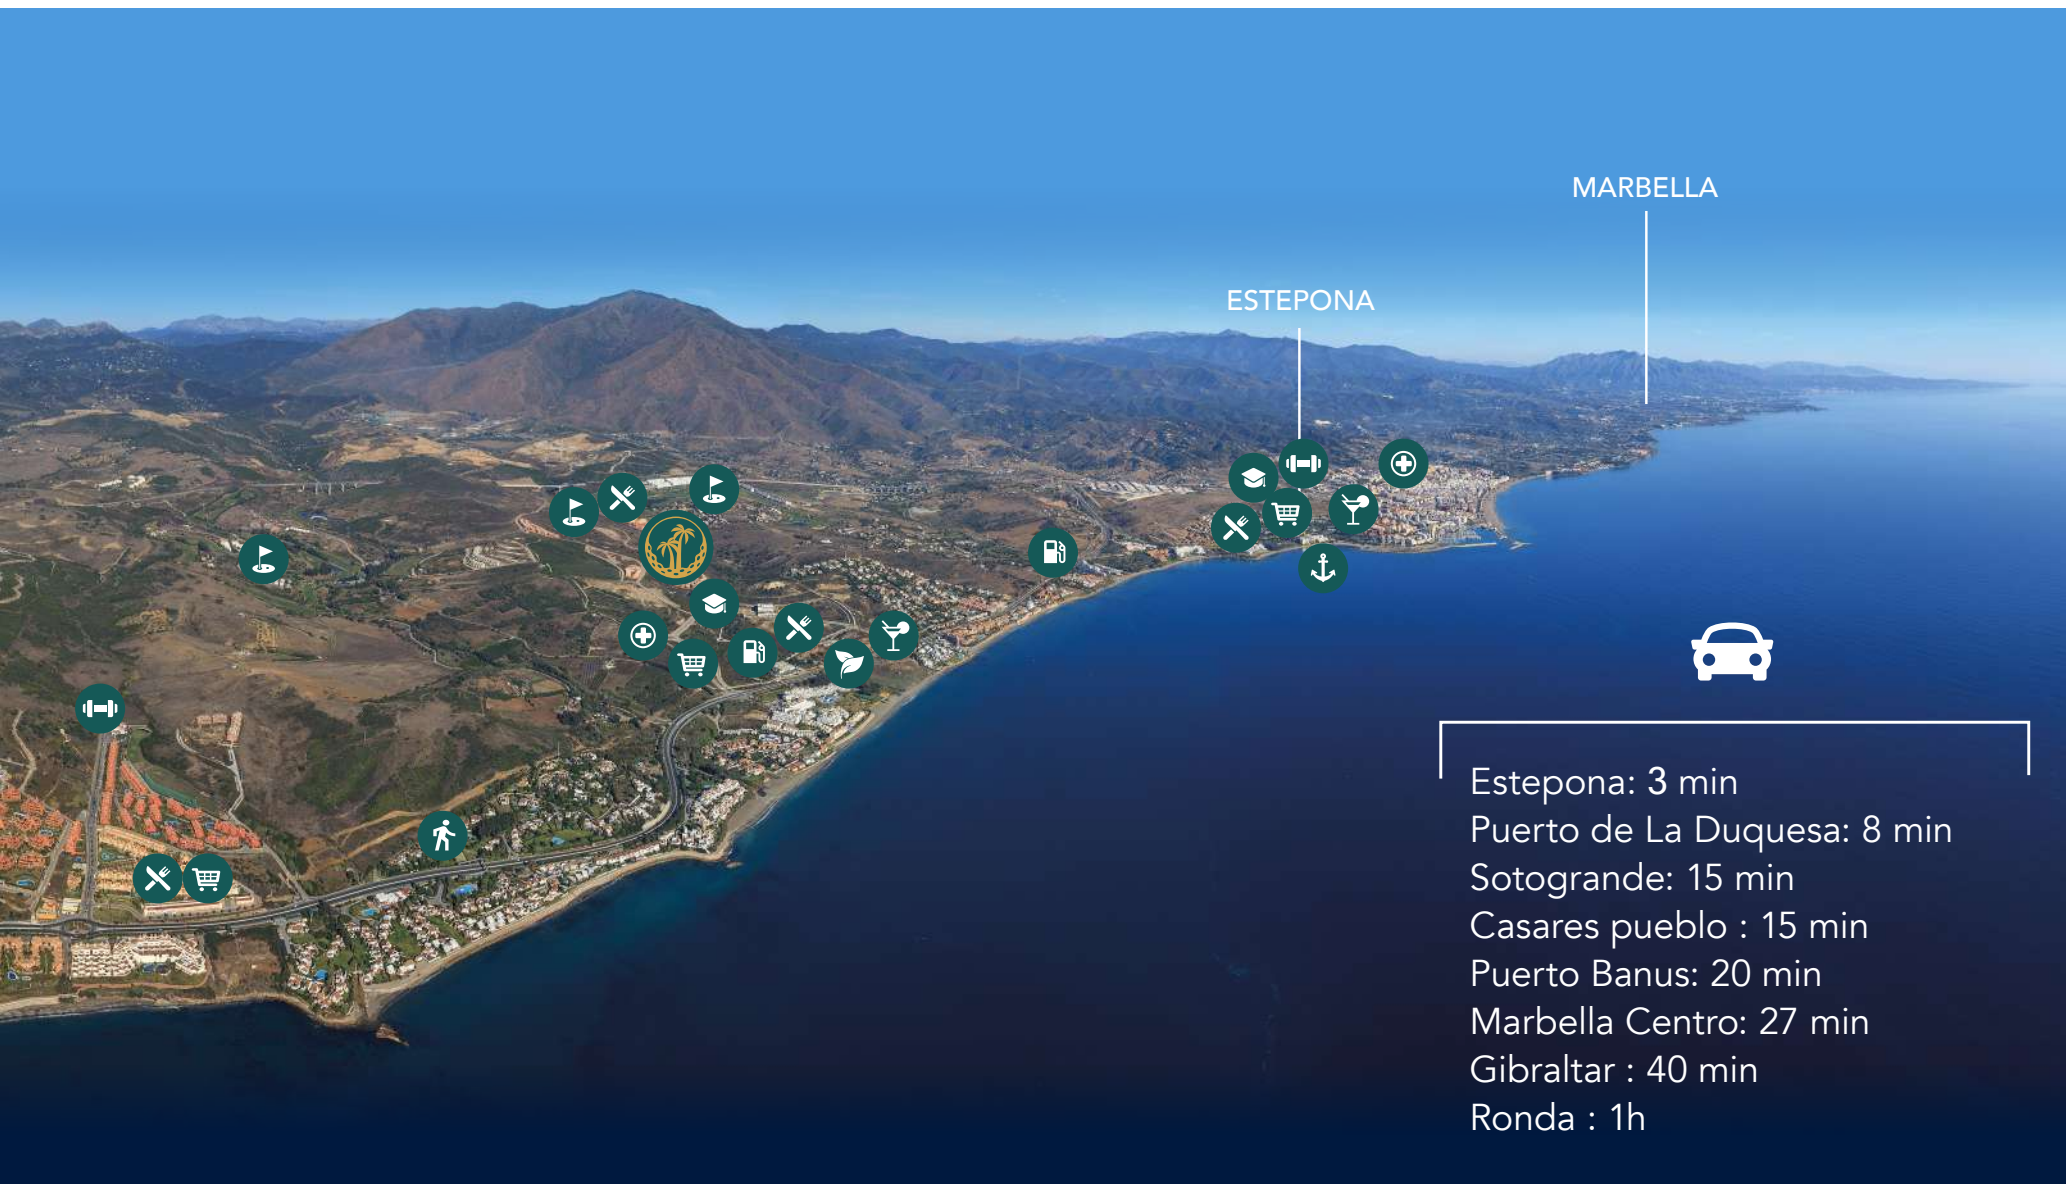 MARBELLA
ESTEPONA
Estepona: 3 min
Puerto de La Duquesa: 8 min
Sotogrande: 15 min
Casares pueblo : 15 min
Puerto Banus: 20 min
Marbella Centro: 27 min
Gibraltar : 40 min
Ronda : 1h